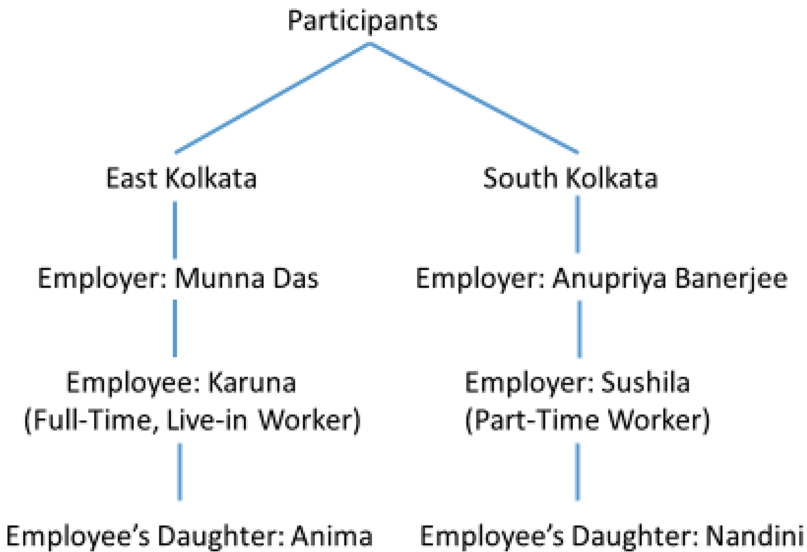 Participants
East Kolkata
South Kolkata
Employer: Munna Das
Employer: Anupriya Banerjee
Employee: Karuna
(Full-Time, Live-in Worker)
Employer: Sushila
(Part-Time Worker)
Employee’s Daughter: Anima
Employee’s Daughter: Nandini